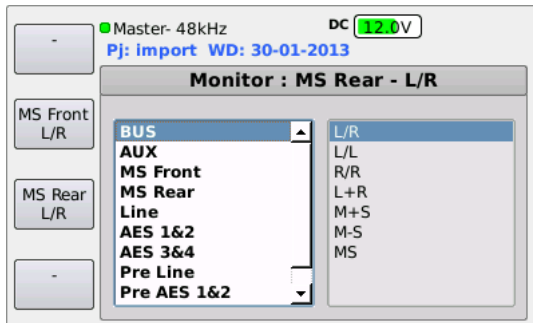 Master- 48kHz
DC 12.0V
Pj: import WD: 30-01-2013
Monitor : MS Rear - L/R
-
MS Front
L/R
MS Rear
L/R
-
BUS
AUX
MS Front
MS Rear
Line
AES 1&2
AES 3&4
Pre Line
Pre AES 1&2
L/R
L/L
R/R
L+R
M+S
M-S
MS